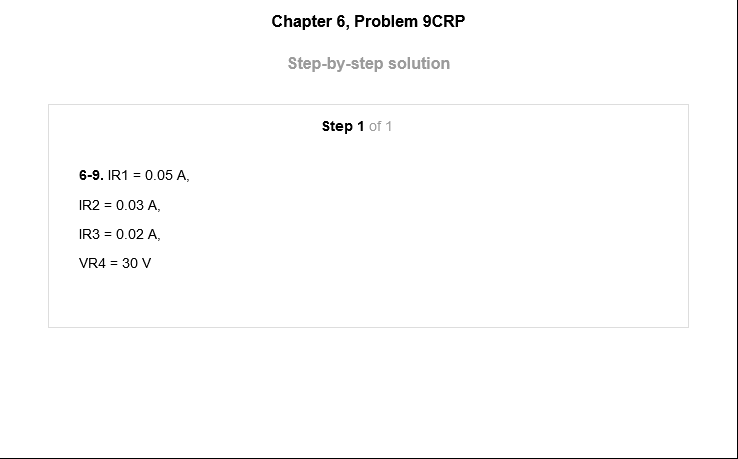 Chapter 6, Problem 9CRP
Step-by-step solution
Step 1 of 1
6-9. IR1 = 0.05 A,
IR2 = 0.03 A,
IR3 = 0.02 A,
VR4 = 30 V